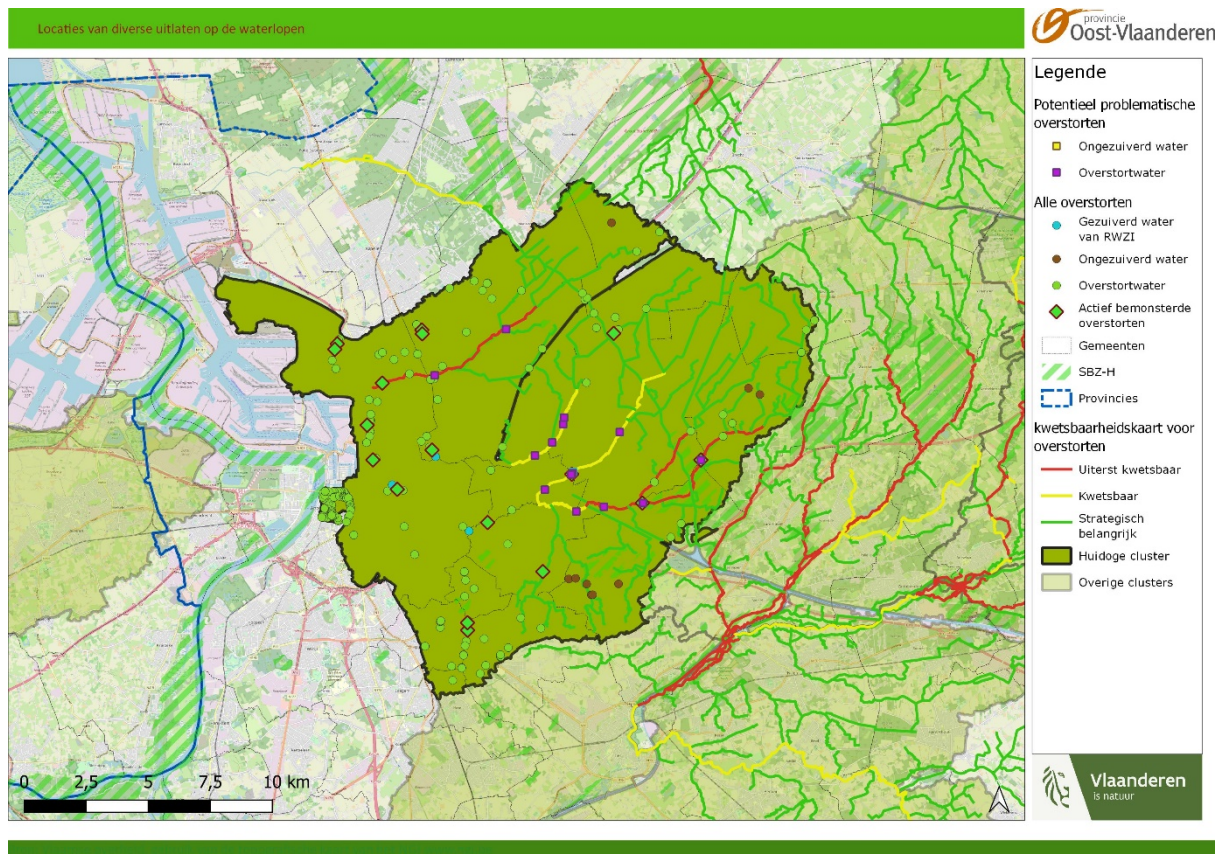 Locaties van diverse uitlaten op de waterlopen
provincie
Oost-Vlaanderen
Legende
Potentieel problematische
overstorten
Ongezuiverd water
Overstortwater
Alle overstorten
Gezuiverd water
van RWZI
Ongezuiverd water
Overstortwater
Actief bemonsterde
overstorten
Gemeenten
SBZ-H
Provincies
kwetsbaarheidskaart voor
overstorten
Uiterst kwetsbaar
Kwetsbaar
Strategisch
belangrijk
Huidoge cluster
Overige clusters
0 2,5 5 7,5 10 km
Vlaanderen
is natuur